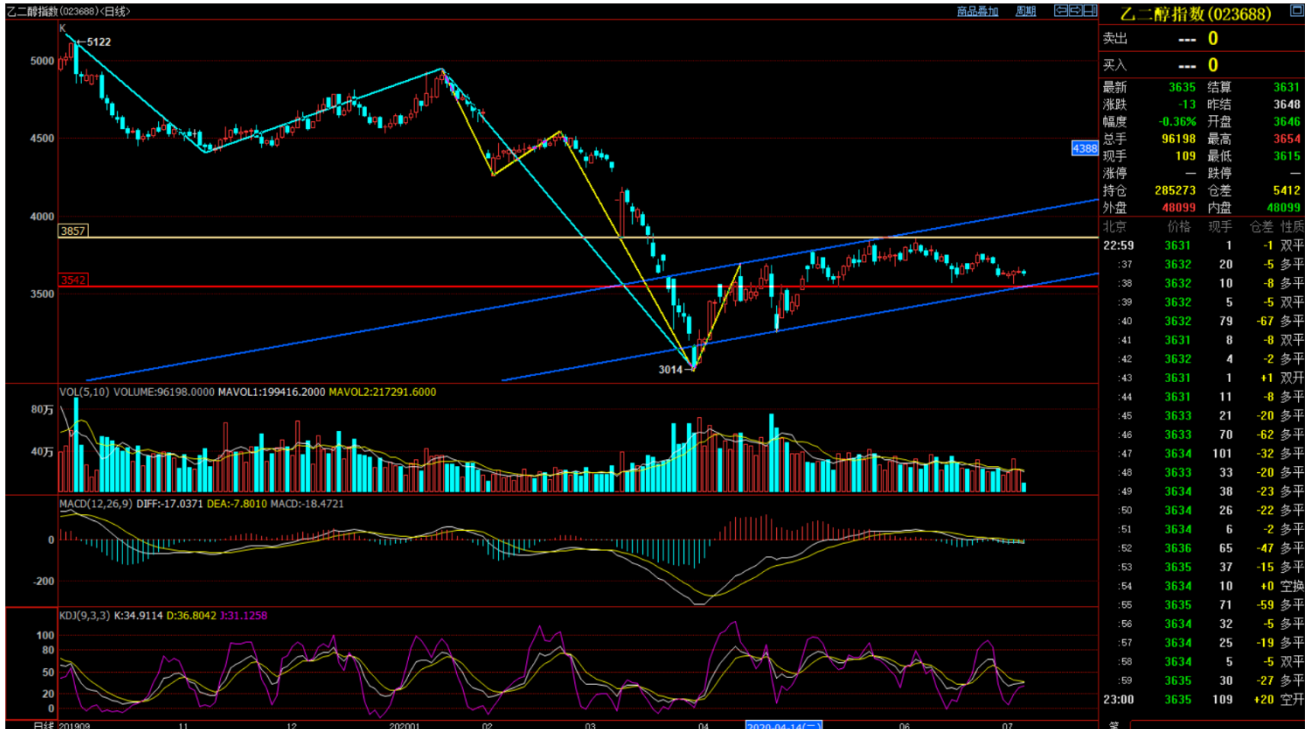 乙二醇指数(023688)<日线> 商品叠加 周期
K
5122
5000
4500
4388
4000
3857
3542
3500
3014
VOL(5,10) VOLUME:96198.0000 MAVOL1:199416.2000 MAVOL2:217291.6000
80万
40万
MACD(12,26,9) DIFF:-17.0371 DEA:-7.8010 MACD:-18.4721
0
-200
KDJ(9,3,3) K:34.9114 D:36.8042 J:31.1258
100
80
50
20
0
日线 201909 11 12 202001 02 03 04 2020-04-14(二) 06 07
乙二醇指数(023688)
卖出 --- 0
买入 --- 0
最新 3635 结算 3631
涨跌 -13 昨结 3648
幅度 -0.36% 开盘 3646
总手 96198 最高 3654
现手 109 最低 3615
涨停 — 跌停 —
持仓 285273 仓差 5412
外盘 48099 内盘 48099
北京 价格 现手 仓差 性质
22:59 3631 1 -1 双平
:37 3632 20 -5 多平
:38 3632 10 -8 多平
:39 3632 5 -5 双平
:40 3632 79 -67 多平
:41 3631 8 -8 双平
:42 3632 4 -2 多平
:43 3631 1 +1 双开
:44 3631 11 -8 多平
:45 3633 21 -20 多平
:46 3633 70 -62 多平
:47 3634 101 -32 多平
:48 3633 33 -20 多平
:49 3634 38 -23 多平
:50 3634 26 -22 多平
:51 3634 6 -2 多平
:52 3636 65 -47 多平
:53 3635 37 -15 多平
:54 3634 10 +0 空换
:55 3635 71 -59 多平
:56 3634 32 -5 多平
:57 3634 25 -19 多平
:58 3634 5 -5 双平
:59 3635 30 -27 多平
23:00 3635 109 +20 空开
笔